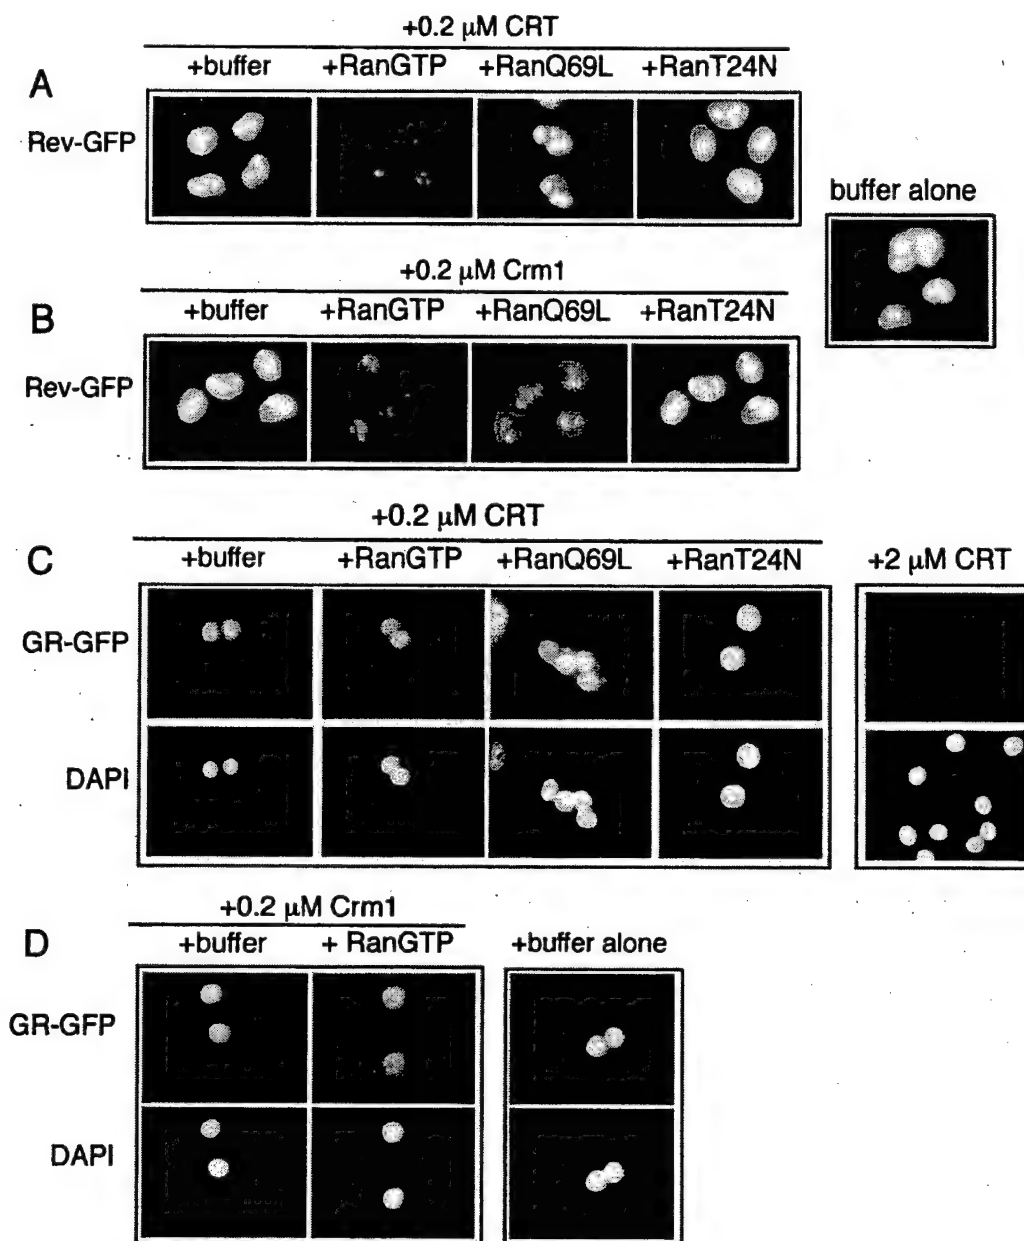 +0.2 μM CRT
+buffer +RanGTP +RanQ69L +RanT24N
A
Rev-GFP
buffer alone
+0.2 μM Crm1
+buffer +RanGTP +RanQ69L +RanT24N
B
Rev-GFP
+0.2 μM CRT
C
+buffer +RanGTP +RanQ69L +RanT24N +2 μM CRT
GR-GFP
DAPI
+0.2 μM Crm1
D
+buffer + RanGTP +buffer alone
GR-GFP
DAPI